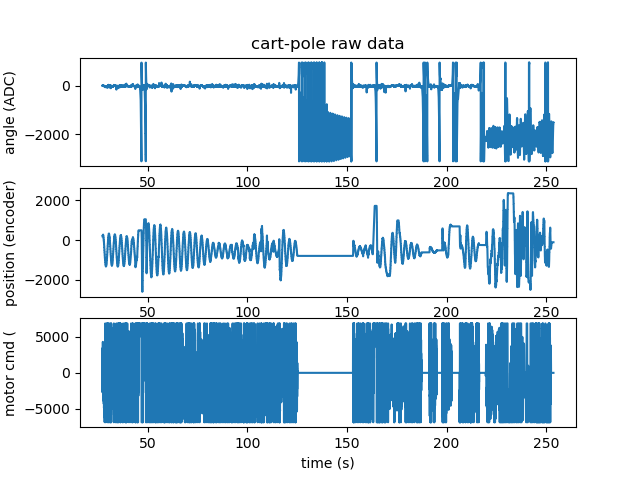 cart-pole raw data
angle (ADC)
0
−2000
50 100 150 200 250
position (encoder)
2000
0
−2000
50 100 150 200 250
motor cmd (
5000
0
−5000
50 100 150 200 250
time (s)